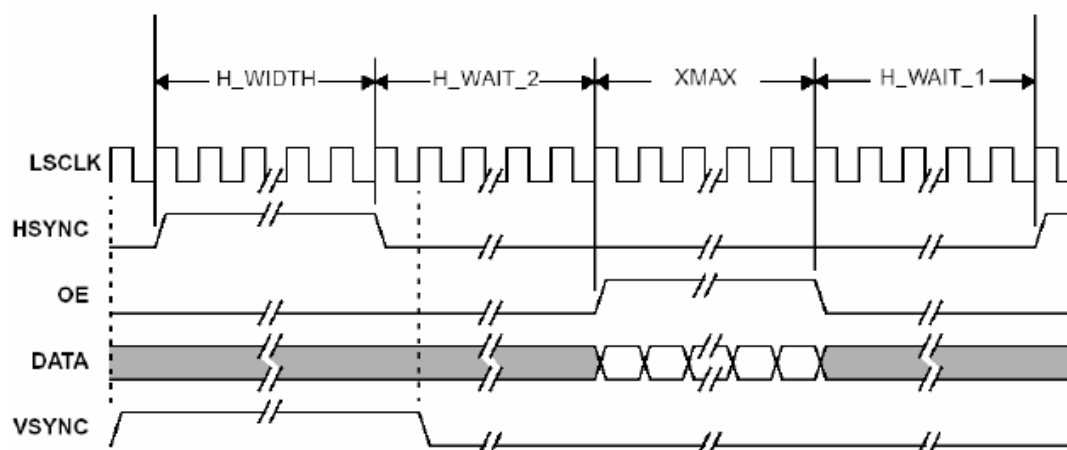 H_WIDTH H_WAIT_2 XMAX H_WAIT_1
LSCLK
HSYNC
OE
DATA
VSYNC